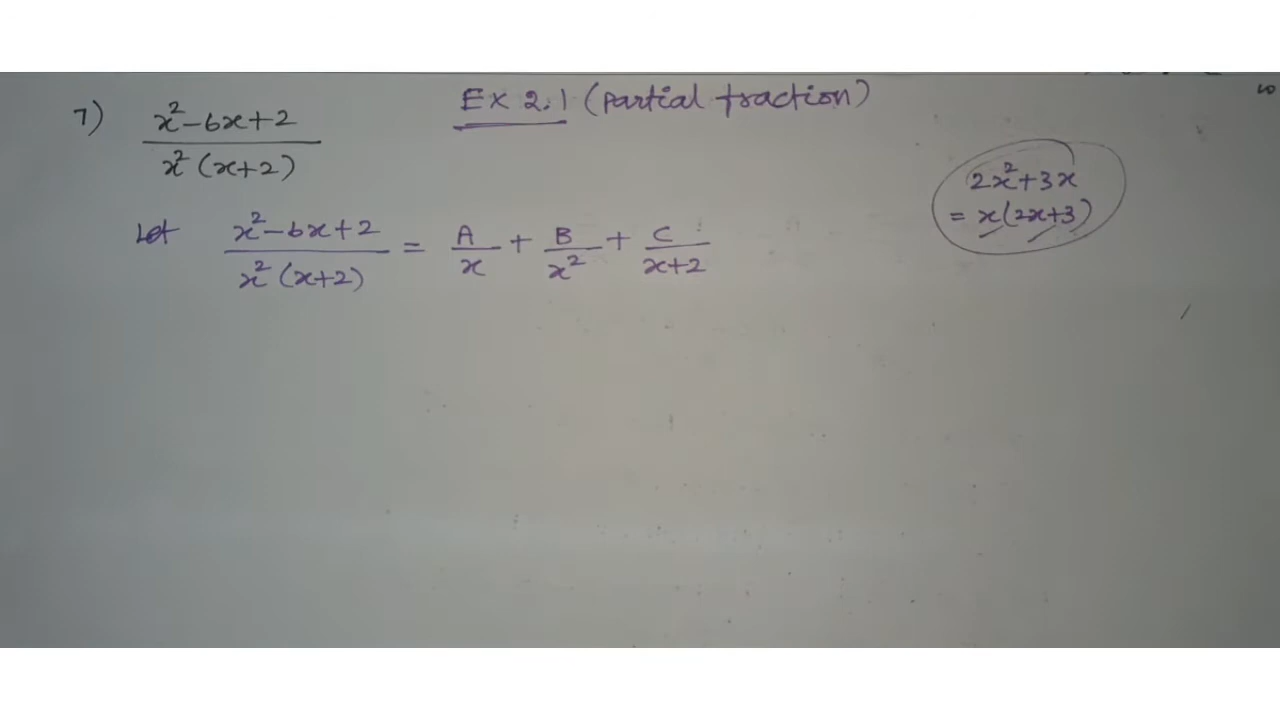 Ex 2.1 (partial fraction)
7) x²-6x+2 / x²(x+2)
2x²+3x
= x(2x+3)
Let x²-6x+2 / x²(x+2) = A/x + B/x² + C/x+2